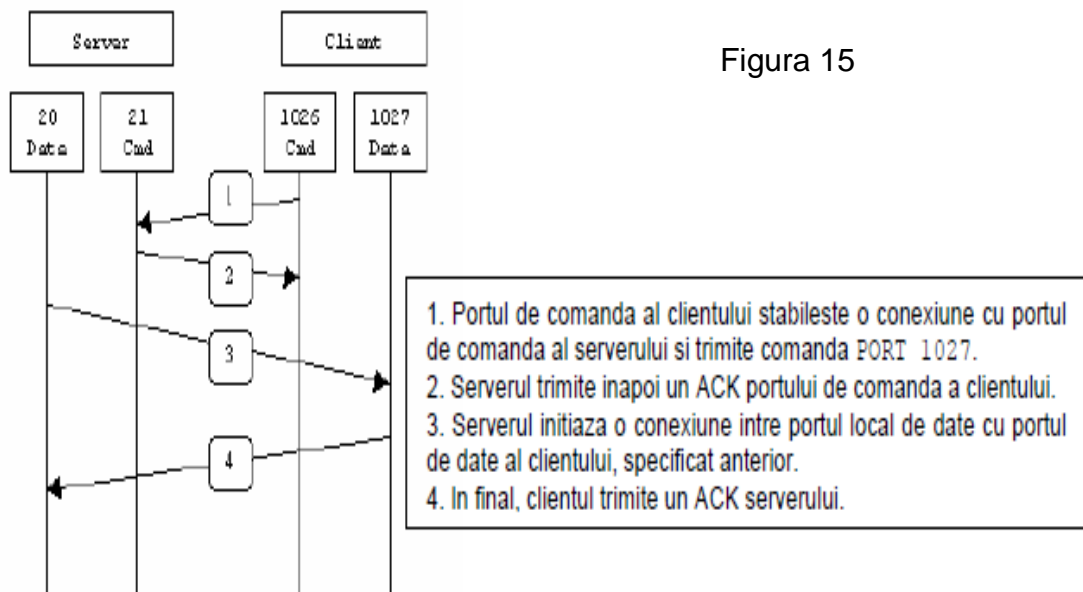 Server
Client
Figura 15
20
Data
21
Cmd
1026
Cmd
1027
Data
1
2
3
4
1. Portul de comanda al clientului stabileste o conexiune cu portul
de comanda al serverului si trimite comanda PORT 1027.
2. Serverul trimite inapoi un ACK portului de comanda a clientului.
3. Serverul initiaza o conexiune intre portul local de date cu portul
de date al clientului, specificat anterior.
4. In final, clientul trimite un ACK serverului.